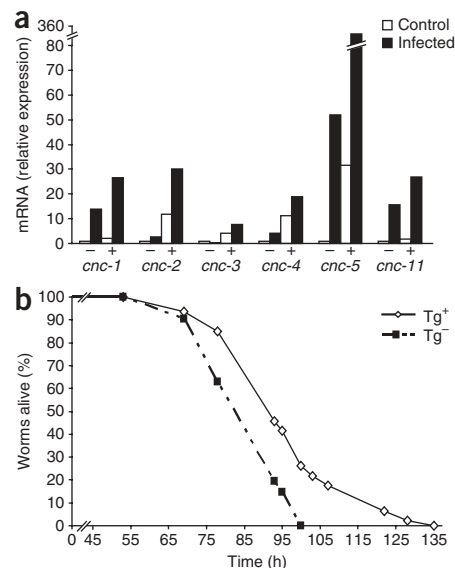 a
Control
Infected
mRNA (relative expression)
360
80
70
60
50
40
30
20
10
0
– + – + – + – + – + – +
cnc-1 cnc-2 cnc-3 cnc-4 cnc-5 cnc-11
b
Tg+
Tg–
Worms alive (%)
100
90
80
70
60
50
40
30
20
10
0
0 45 55 65 75 85 95 105 115 125 135
Time (h)